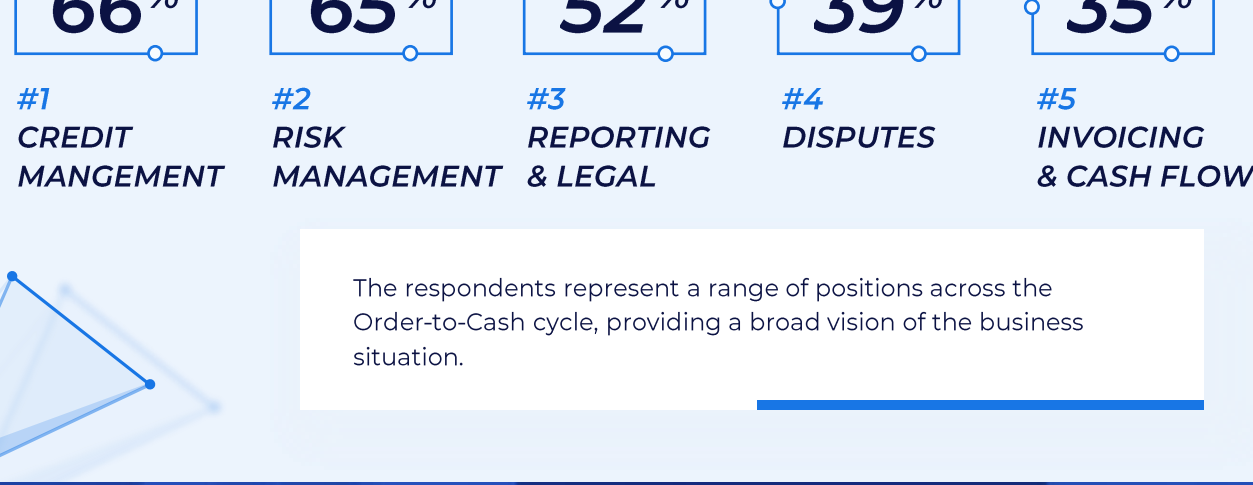 66% 65% 52% 39% 35%
#1 #2 #3 #4 #5
CREDIT RISK REPORTING DISPUTES INVOICING
MANGEMENT MANAGEMENT & LEGAL & CASH FLOW
The respondents represent a range of positions across the
Order-to-Cash cycle, providing a broad vision of the business
situation.